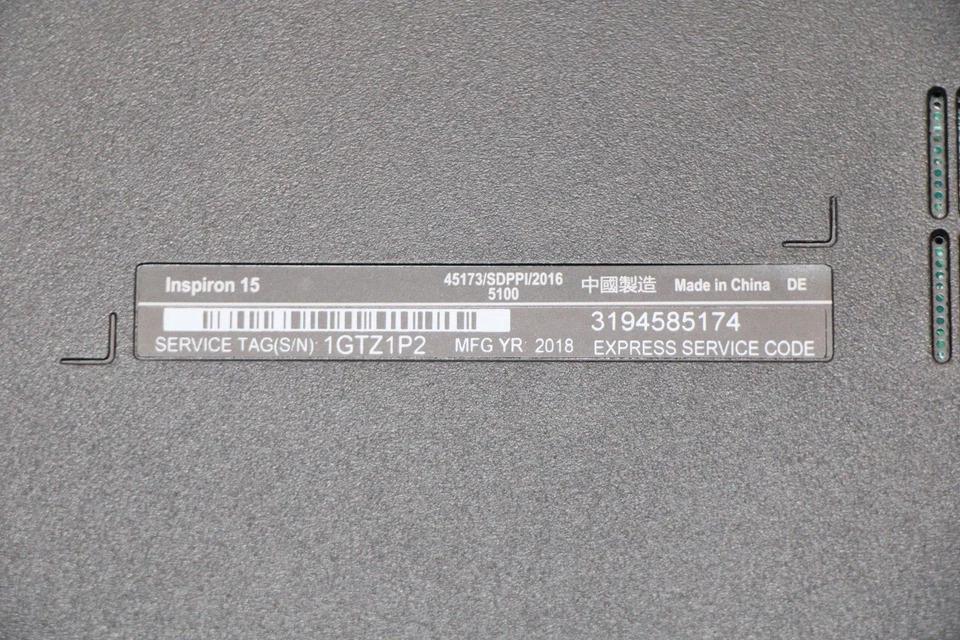 Inspiron 15
45173/SDPPI/2016
5100
中國製造 Made in China DE
3194585174
SERVICE TAG(S/N): 1GTZ1P2 MFG YR: 2018 EXPRESS SERVICE CODE